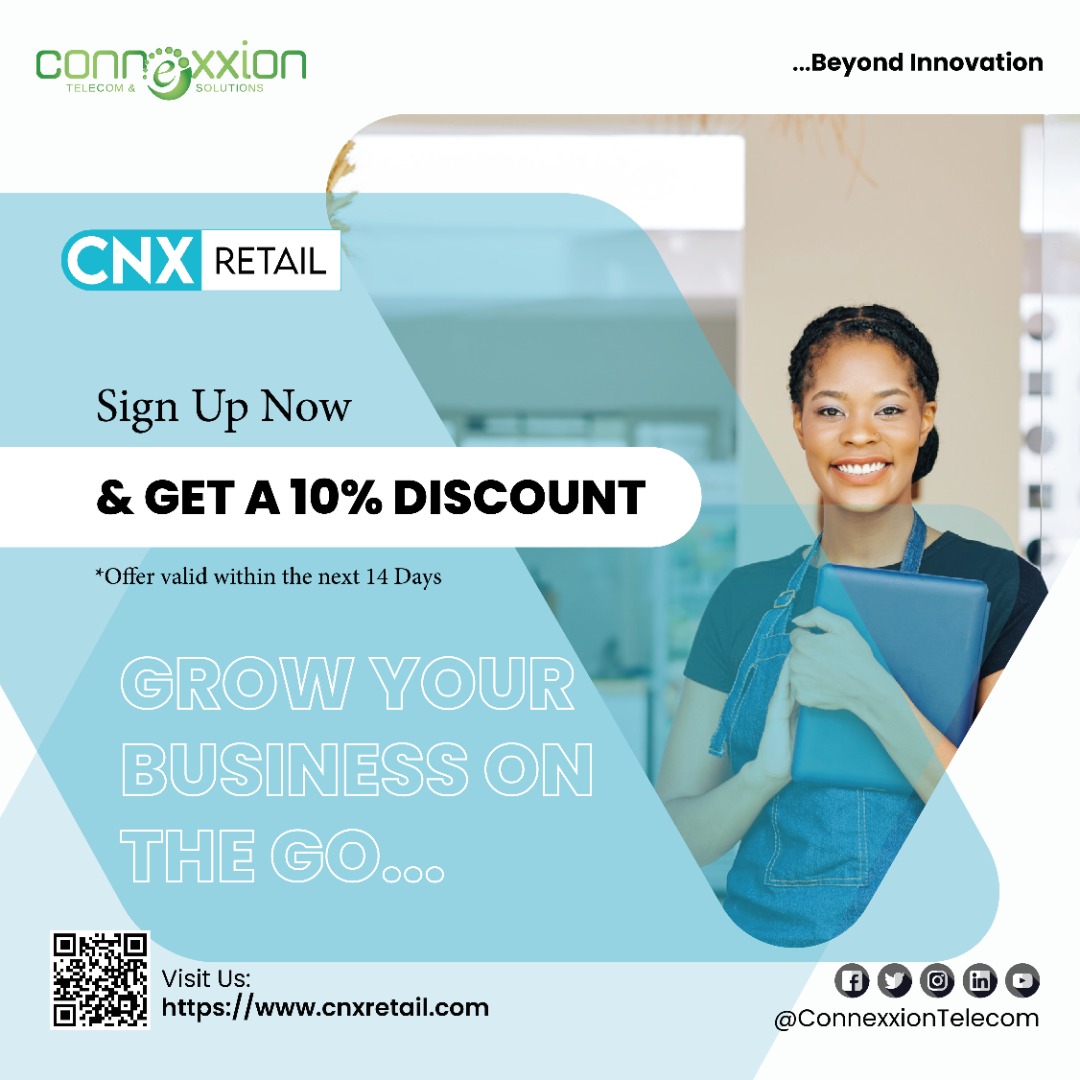 connexxion
TELECOM & SOLUTIONS
...Beyond Innovation
CNX RETAIL
Sign Up Now
& GET A 10% DISCOUNT
*Offer valid within the next 14 Days
GROW YOUR
BUSINESS ON
THE GO...
Visit Us:
https://www.cnxretail.com
@ConnexxionTelecom